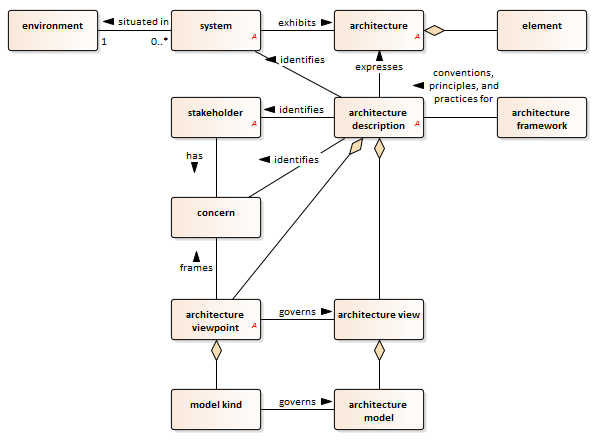 environment
situated in
1
0..*
system
A
exhibits
architecture
A
element
identifies
expresses
conventions,
principles, and
practices for
stakeholder
A
identifies
architecture
description
A
architecture
framework
has
identifies
concern
frames
architecture
viewpoint
A
governs
architecture view
model kind
governs
architecture
model